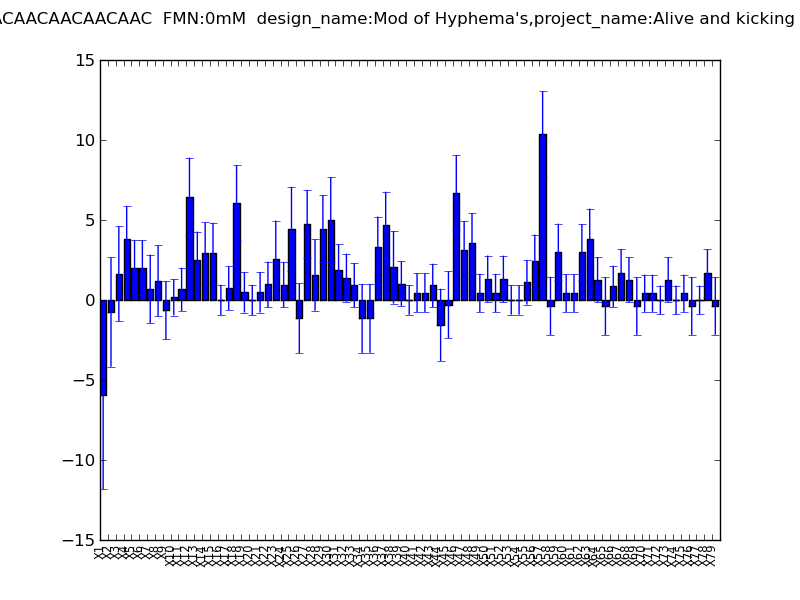 ACAACAACAACAAC  FMN:0mM  design_name:Mod of Hyphema's,project_name:Alive and kicking
15
10
5
0
−5
−10
−15
X1
X2
X3
X4
X5
X6
X7
X8
X9
X10
X11
X12
X13
X14
X15
X16
X17
X18
X19
X20
X21
X22
X23
X24
X25
X26
X27
X28
X29
X30
X31
X32
X33
X34
X35
X36
X37
X38
X39
X40
X41
X42
X43
X44
X45
X46
X47
X48
X49
X50
X51
X52
X53
X54
X55
X56
X57
X58
X59
X60
X61
X62
X63
X64
X65
X66
X67
X68
X69
X70
X71
X72
X73
X74
X75
X76
X77
X78
X79